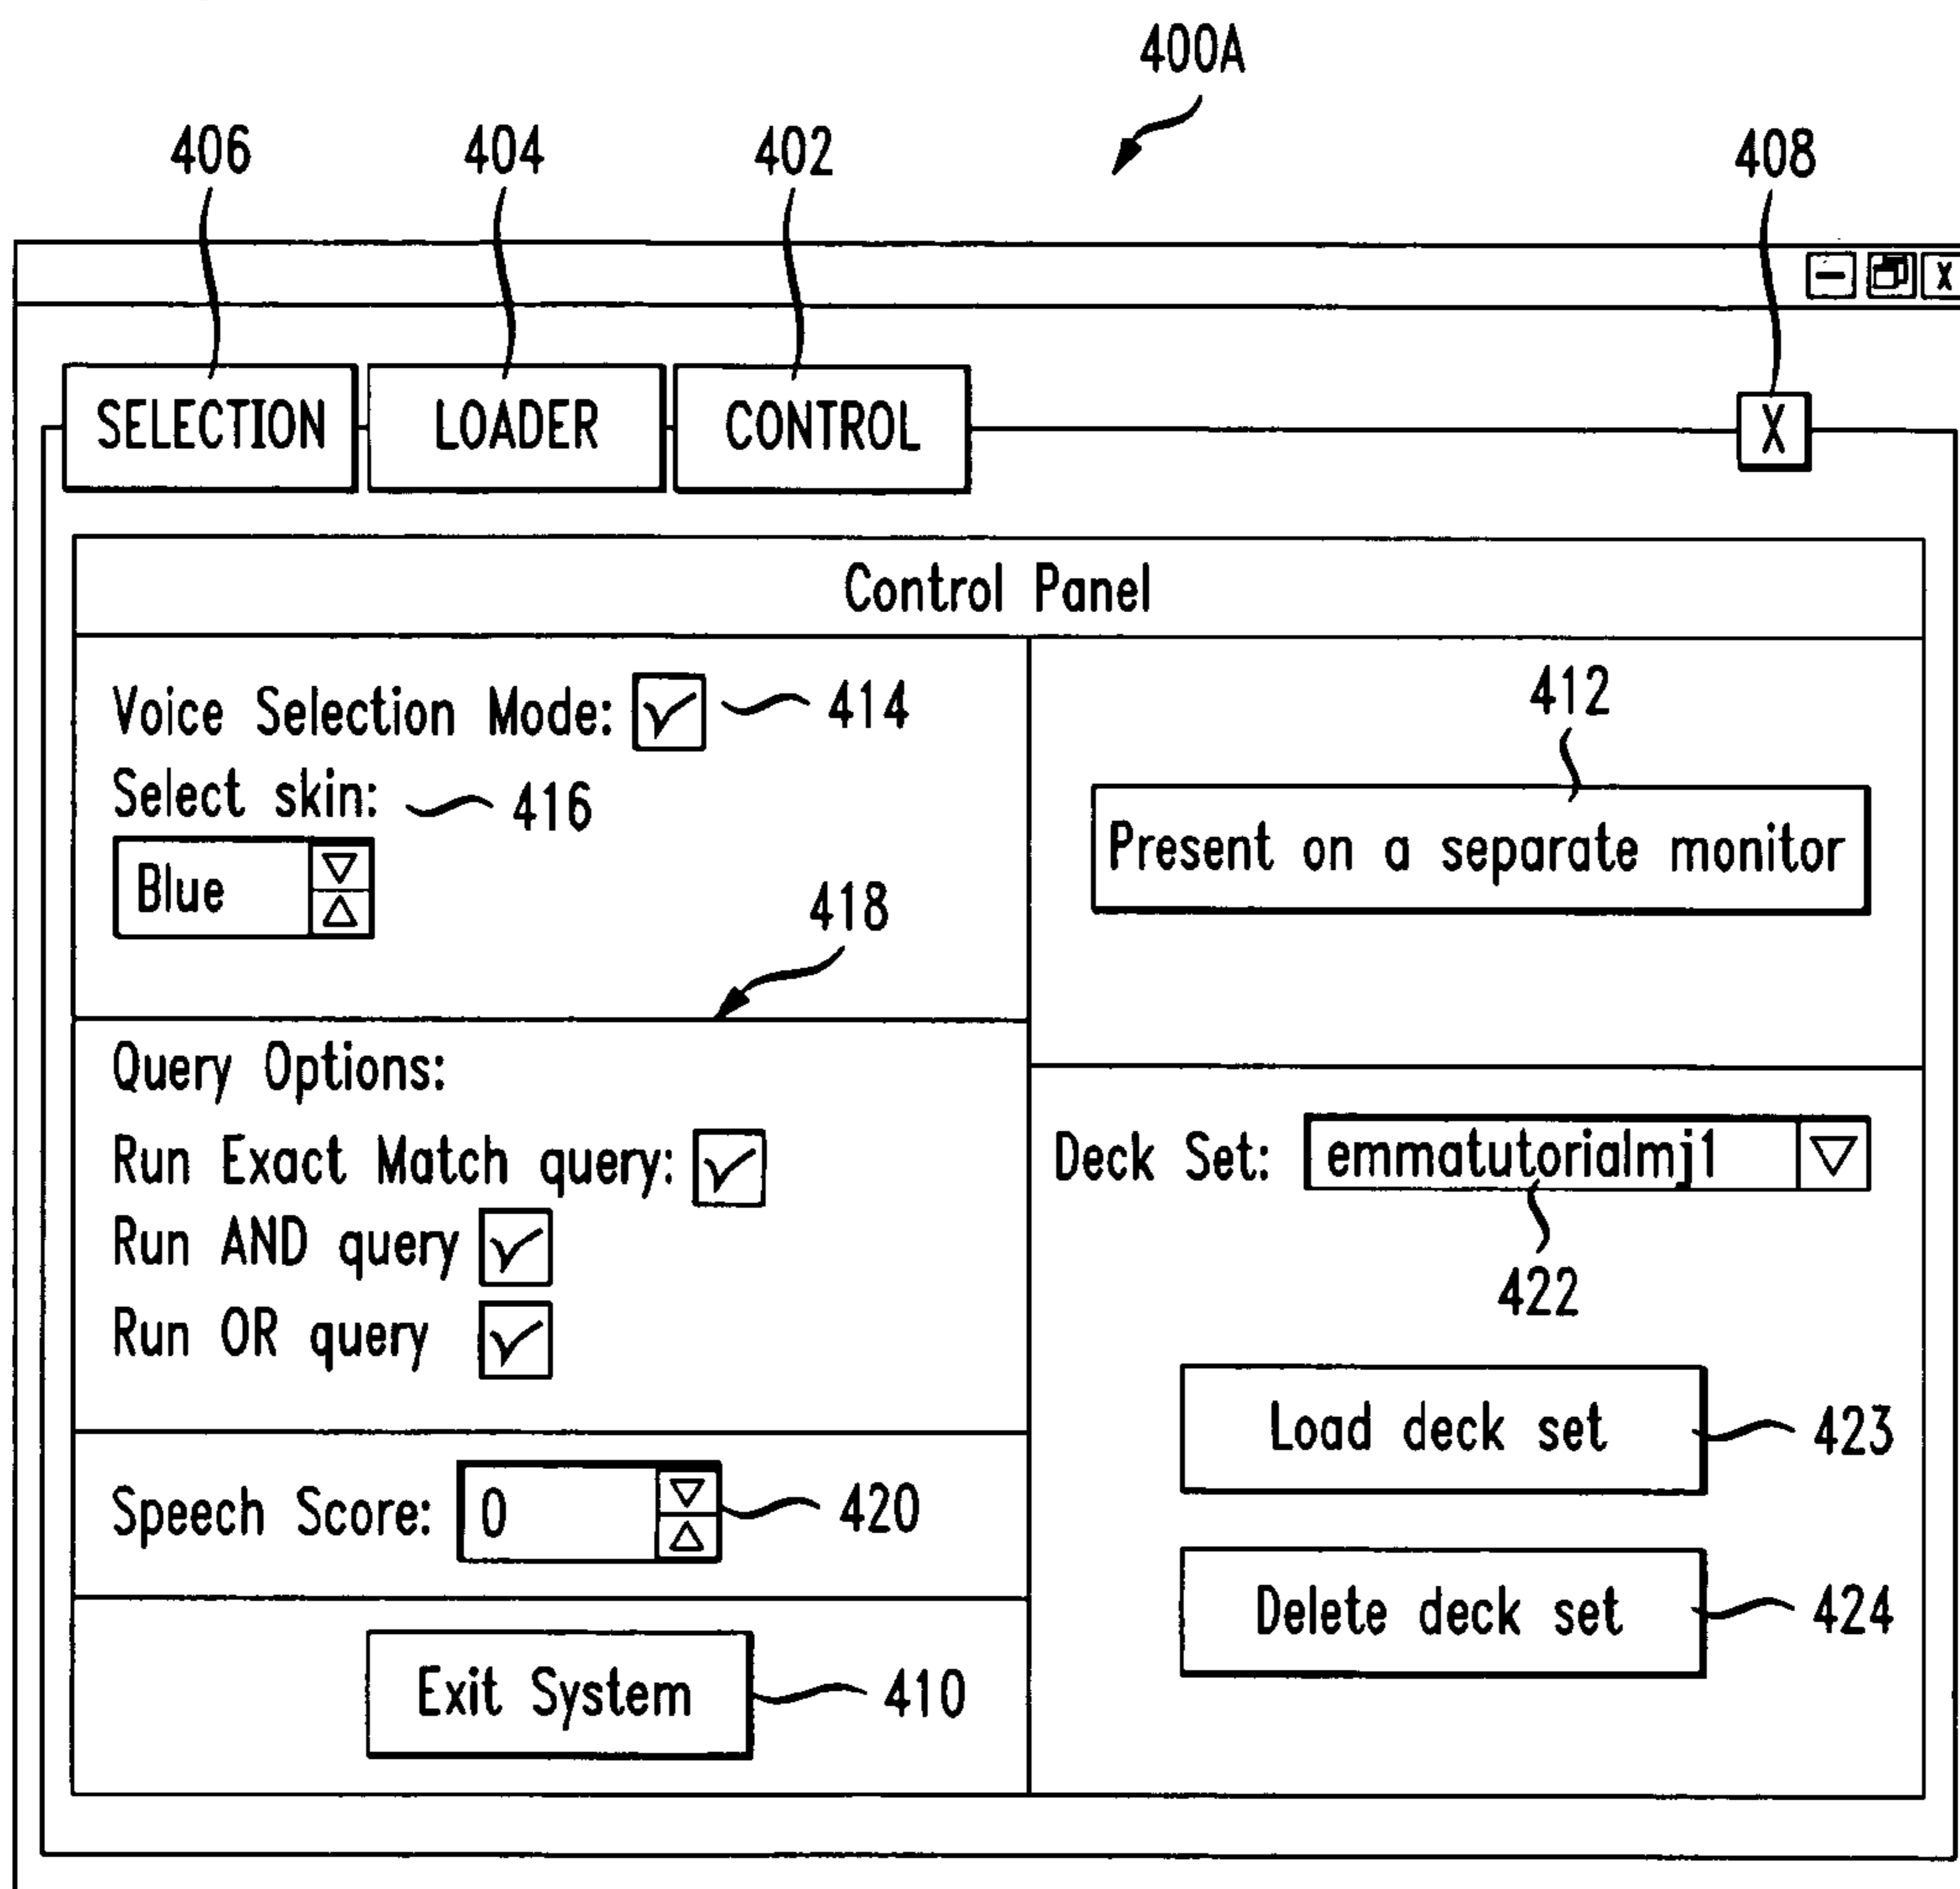 400A
406 404 402 408
X
SELECTION LOADER CONTROL X
Control Panel
Voice Selection Mode: 414
Select skin: 416
Blue
418
412
Present on a separate monitor
Query Options:
Run Exact Match query:
Run AND query
Run OR query
Deck Set: emmatutorialmj1
422
Load deck set 423
Speech Score: 0 420
Delete deck set 424
Exit System 410